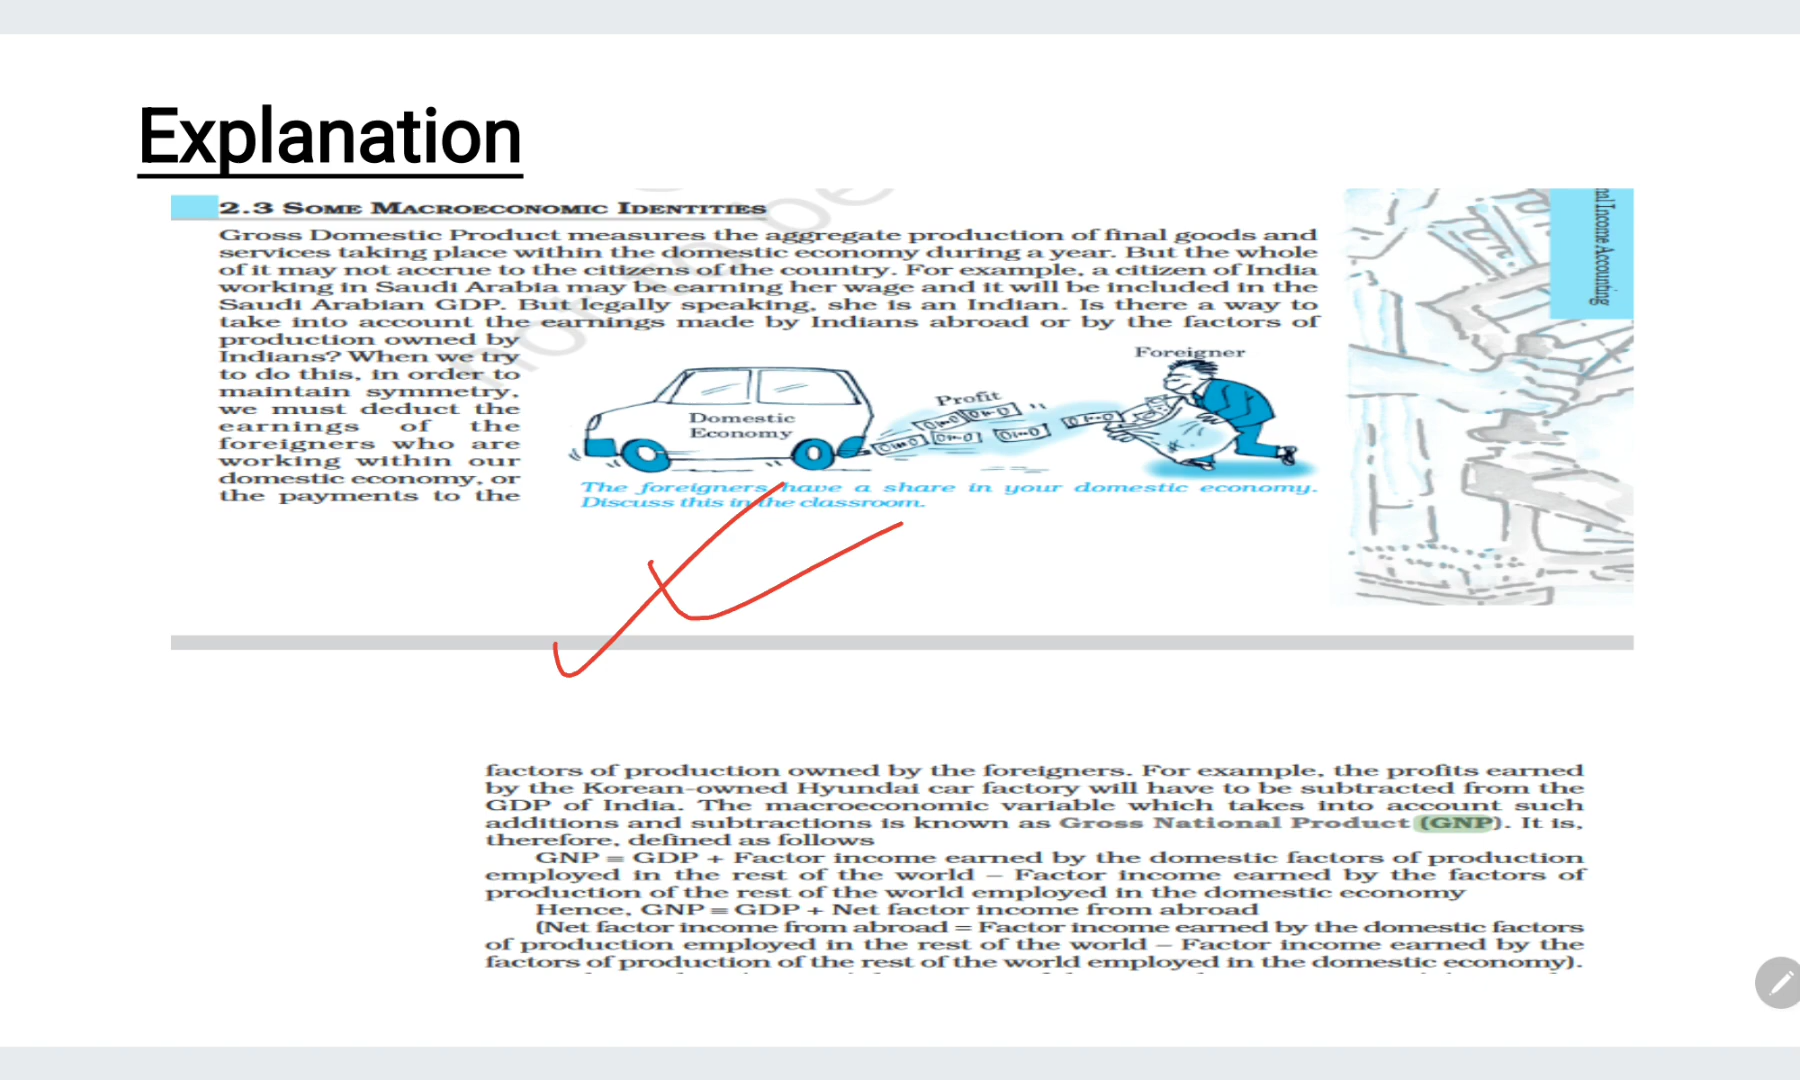 Explanation
2.3 SOME MACROECONOMIC IDENTITIES
Gross Domestic Product measures the aggregate production of final goods and
services taking place within the domestic economy during a year. But the whole
of it may not accrue to the citizens of the country. For example, a citizen of India
working in Saudi Arabia may be earning her wage and it will be included in the
Saudi Arabian GDP. But legally speaking, she is an Indian. Is there a way to
take into account the earnings made by Indians abroad or by the factors of
production owned by
Indians? When we try
to do this, in order to
maintain symmetry,
we must deduct the
earnings of the
foreigners who are
working within our
domestic economy, or
the payments to the
Foreigner
Profit
Domestic
Economy
The foreigners have a share in your domestic economy.
Discuss this in the classroom.
nal Income Accounting
not to be
factors of production owned by the foreigners. For example, the profits earned
by the Korean-owned Hyundai car factory will have to be subtracted from the
GDP of India. The macroeconomic variable which takes into account such
additions and subtractions is known as Gross National Product (GNP). It is,
therefore, defined as follows
GNP ≡ GDP + Factor income earned by the domestic factors of production
employed in the rest of the world – Factor income earned by the factors of
production of the rest of the world employed in the domestic economy
Hence, GNP ≡ GDP + Net factor income from abroad
(Net factor income from abroad = Factor income earned by the domestic factors
of production employed in the rest of the world – Factor income earned by the
factors of production of the rest of the world employed in the domestic economy).